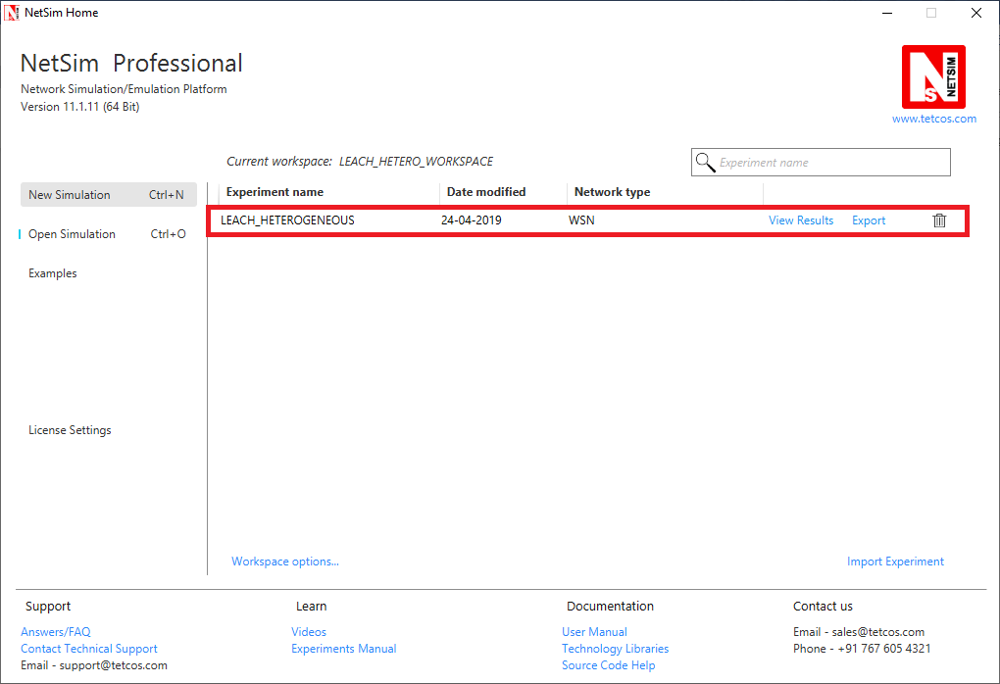 NetSim Home
NetSim Professional
Network Simulation/Emulation Platform
Version 11.1.11 (64 Bit)
N
S
NETSIM
www.tetcos.com
Current workspace: LEACH_HETERO_WORKSPACE
Experiment name
New Simulation Ctrl+N
Open Simulation Ctrl+O
Examples
License Settings
Experiment name Date modified Network type
LEACH_HETEROGENEOUS 24-04-2019 WSN View Results Export
Workspace options...
Import Experiment
Support
Answers/FAQ
Contact Technical Support
Email - support@tetcos.com
Learn
Videos
Experiments Manual
Documentation
User Manual
Technology Libraries
Source Code Help
Contact us
Email - sales@tetcos.com
Phone - +91 767 605 4321